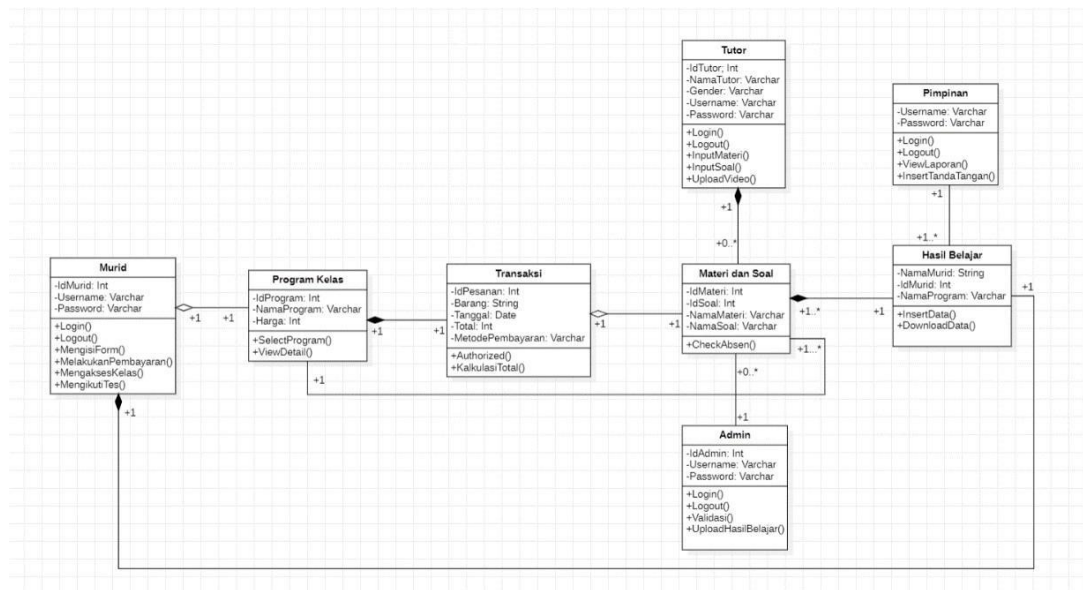 Tutor
-IdTutor; Int
-NamaTutor: Varchar
-Gender: Varchar
-Username: Varchar
-Password: Varchar
+Login()
+Logout()
+InputMateri()
+InputSoal()
+UploadVideo()
+1
+0..*
Pimpinan
-Username: Varchar
-Password: Varchar
+Login()
+Logout()
+ViewLaporan()
+InsertTandaTangan()
+1
+1..*
Murid
-IdMurid: Int
-Username: Varchar
-Password: Varchar
+Login()
+Logout()
+MengisiForm()
+MelakukanPembayaran()
+MengaksesKelas()
+MengikutiTes()
+1
+1
+1
Program Kelas
-IdProgram: Int
-NamaProgram: Varchar
-Harga: Int
+SelectProgram()
+ViewDetail()
+1
+1
+1
Transaksi
-IdPesanan: Int
-Barang: String
-Tanggal: Date
-Total: Int
-MetodePembayaran: Varchar
+Authorized()
+KalkulasiTotal()
+1
+1
Materi dan Soal
-IdMateri: Int
-IdSoal: Int
-NamaMateri: Varchar
-NamaSoal: Varchar
+CheckAbsen()
+1..*
+1
+1...*
+0..*
+1
Hasil Belajar
-NamaMurid: String
-IdMurid: Int
-NamaProgram: Varchar
+InsertData()
+DownloadData()
+1
Admin
-IdAdmin: Int
-Username: Varchar
-Password: Varchar
+Login()
+Logout()
+Validasi()
+UploadHasilBelajar()